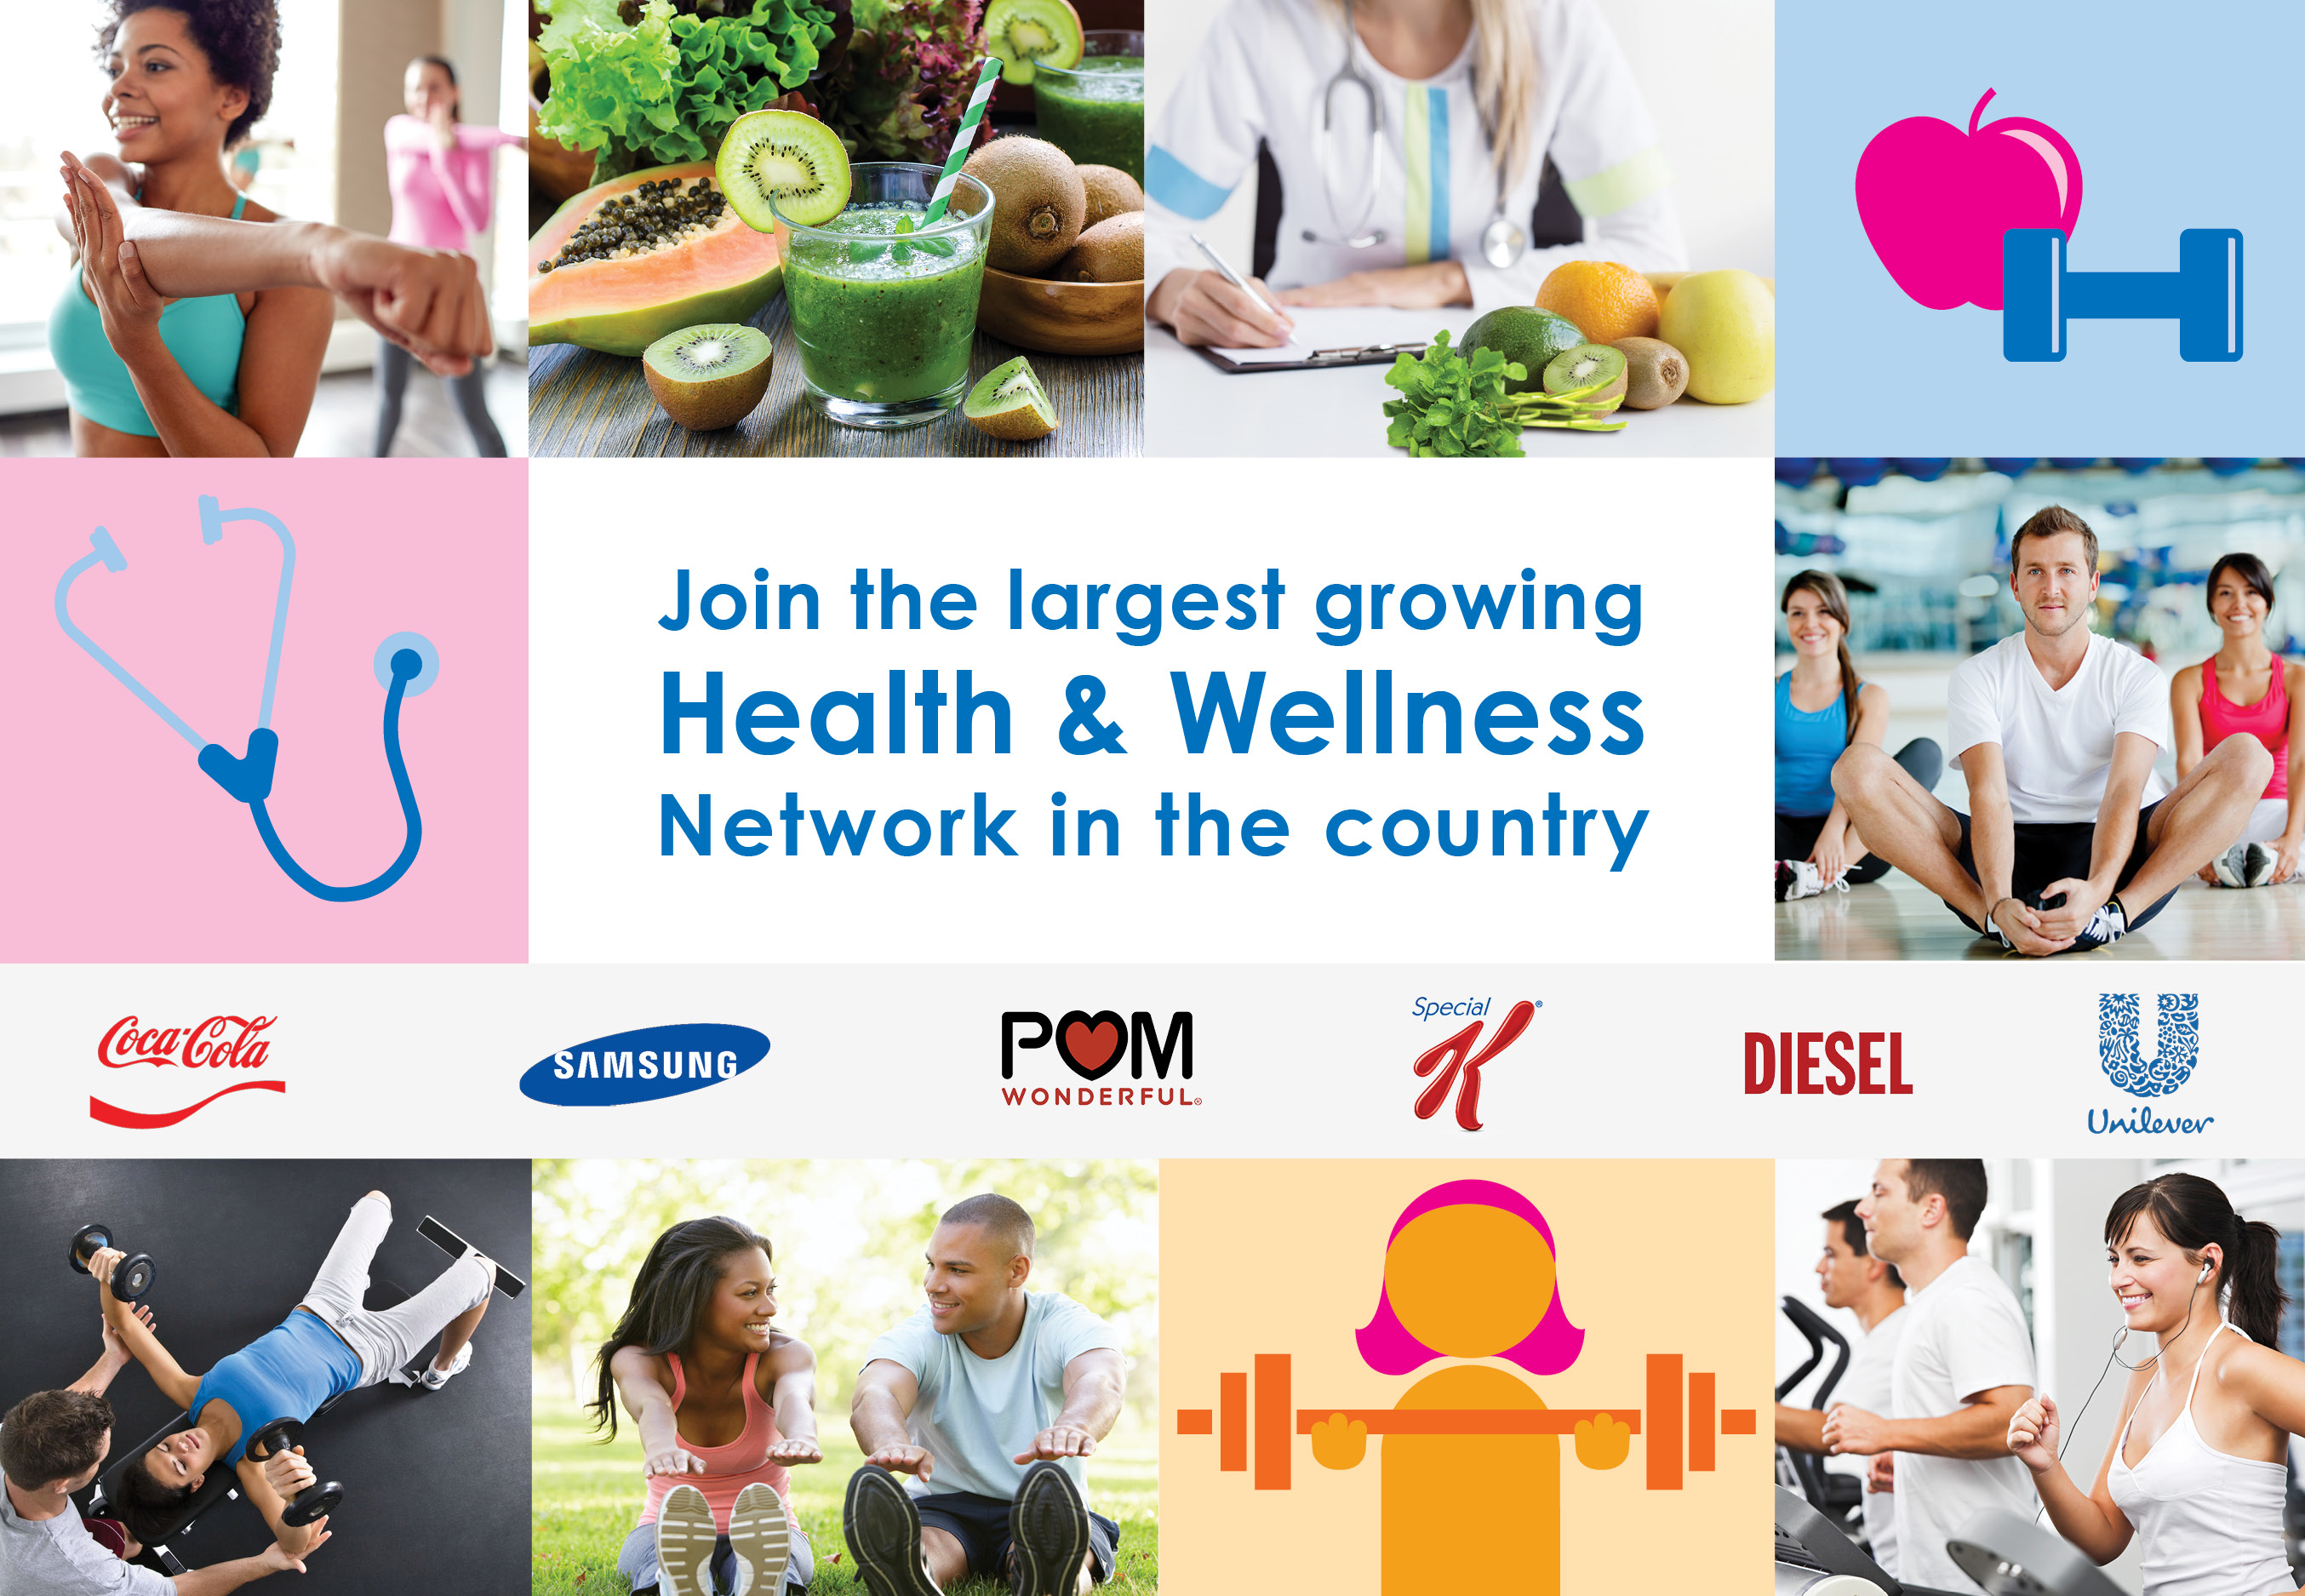 Join the largest growing
Health & Wellness
Network in the country
Coca-Cola
SAMSUNG
POM
WONDERFUL®
Special
K®
DIESEL
Unilever